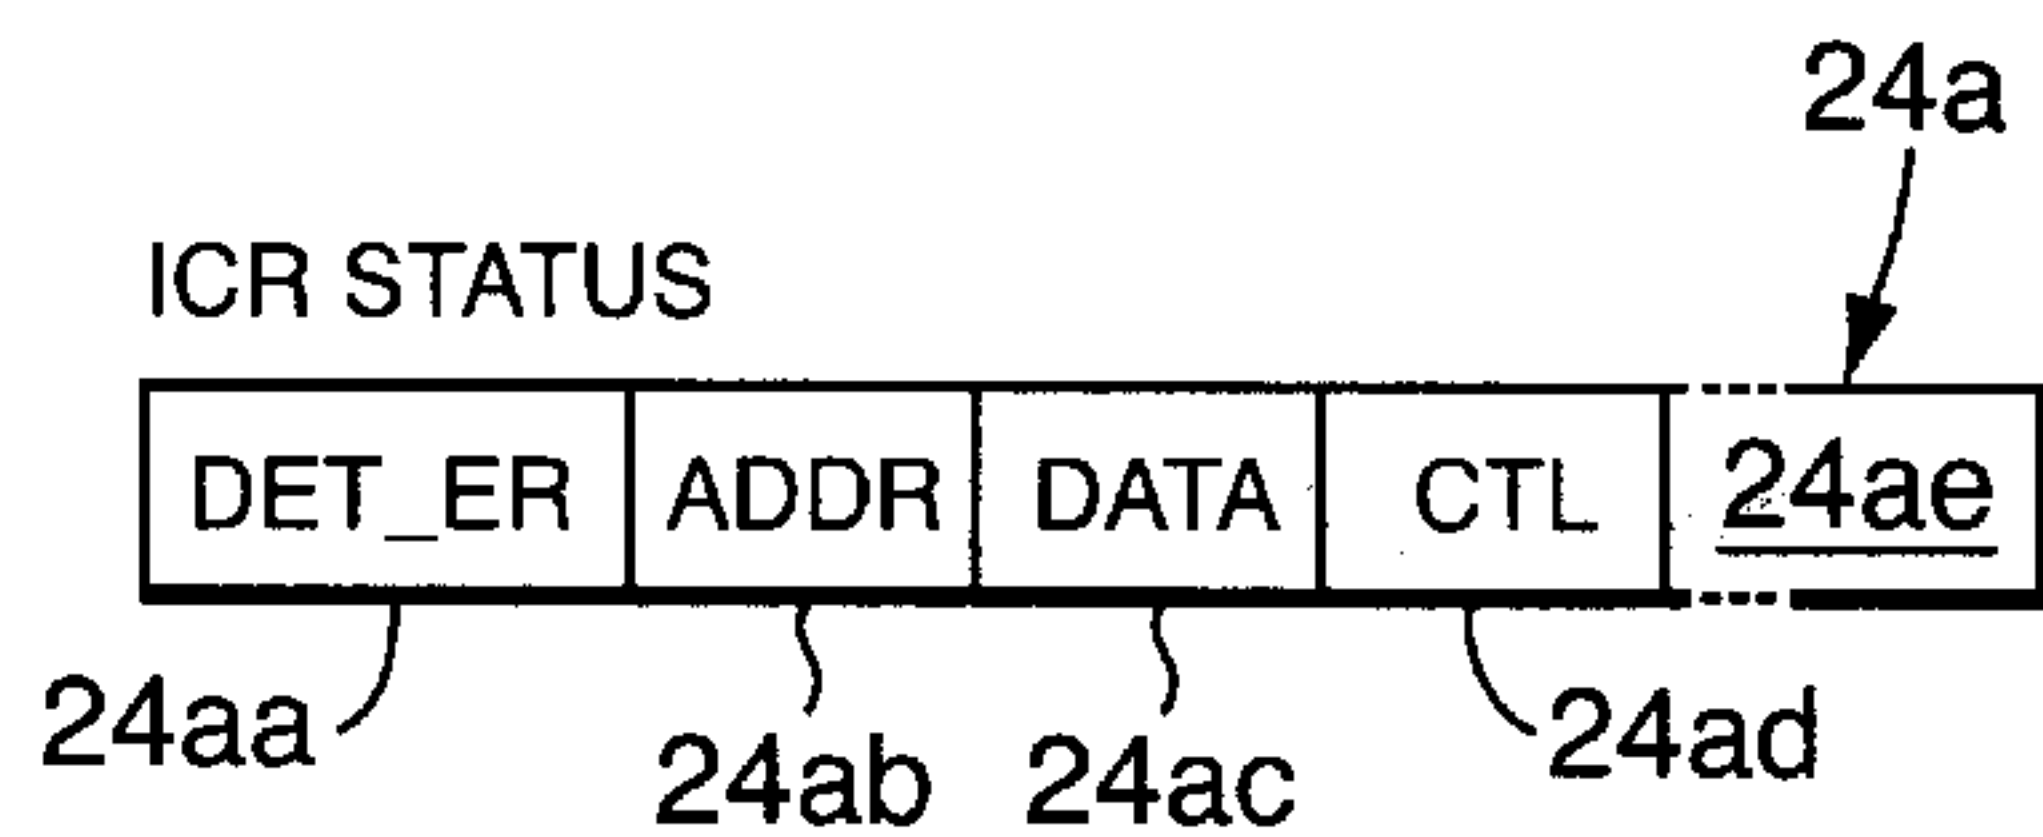 24a
ICR STATUS
DET_ER ADDR DATA CTL 24ae
24aa 24ab 24ac 24ad